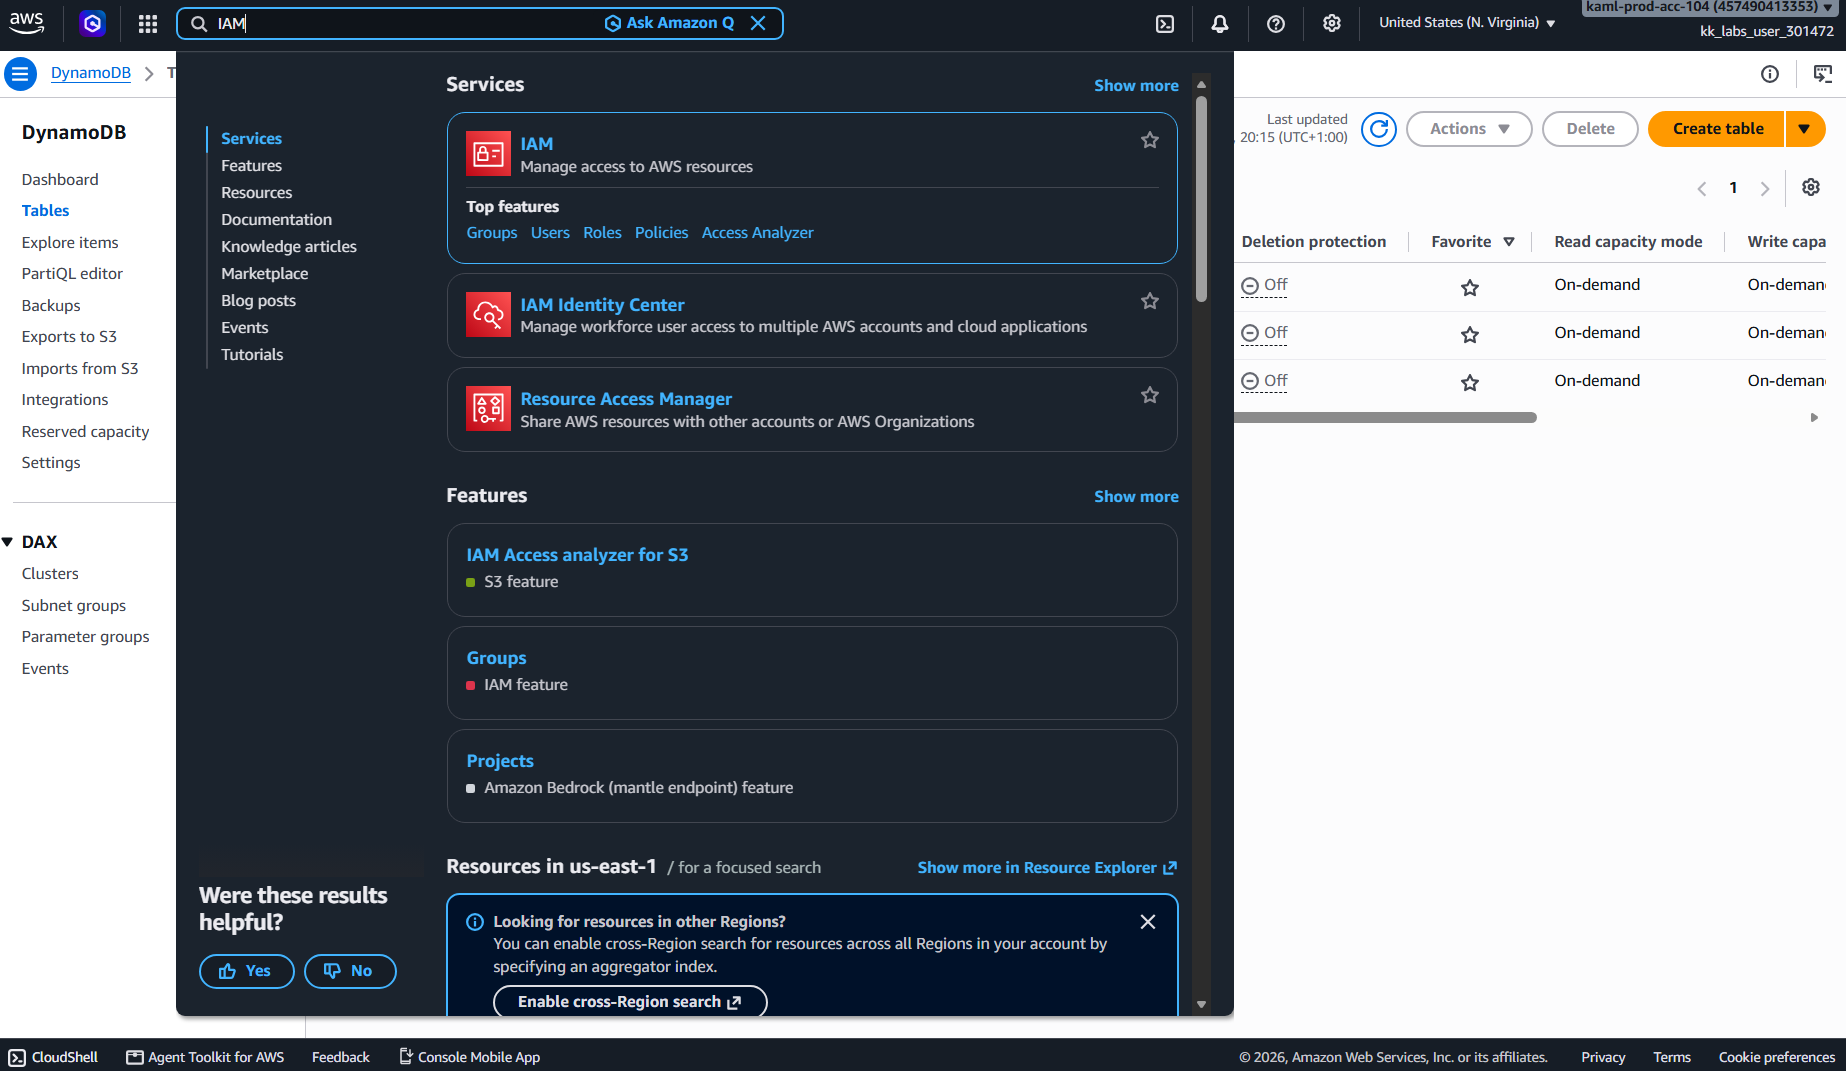 aws
IAM
Ask Amazon Q
United States (N. Virginia)
kaml-prod-acc-104 (457490413353)
kk_labs_user_301472
DynamoDB
T
DynamoDB
Dashboard
Tables
Explore items
PartiQL editor
Backups
Exports to S3
Imports from S3
Integrations
Reserved capacity
Settings
DAX
Clusters
Subnet groups
Parameter groups
Events
Services
Features
Resources
Documentation
Knowledge articles
Marketplace
Blog posts
Events
Tutorials
Were these results
helpful?
Yes
No
Services
Show more
IAM
Manage access to AWS resources
Top features
Groups Users Roles Policies Access Analyzer
IAM Identity Center
Manage workforce user access to multiple AWS accounts and cloud applications
Resource Access Manager
Share AWS resources with other accounts or AWS Organizations
Features
Show more
IAM Access analyzer for S3
S3 feature
Groups
IAM feature
Projects
Amazon Bedrock (mantle endpoint) feature
Resources in us-east-1 / for a focused search
Show more in Resource Explorer
Looking for resources in other Regions?
You can enable cross-Region search for resources across all Regions in your account by
specifying an aggregator index.
Enable cross-Region search
Last updated
20:15 (UTC+1:00)
Actions
Delete
Create table
1
Deletion protection Favorite Read capacity mode Write capa
Off On-demand On-deman
Off On-demand On-deman
Off On-demand On-deman
CloudShell Agent Toolkit for AWS Feedback Console Mobile App
© 2026, Amazon Web Services, Inc. or its affiliates. Privacy Terms Cookie preferences